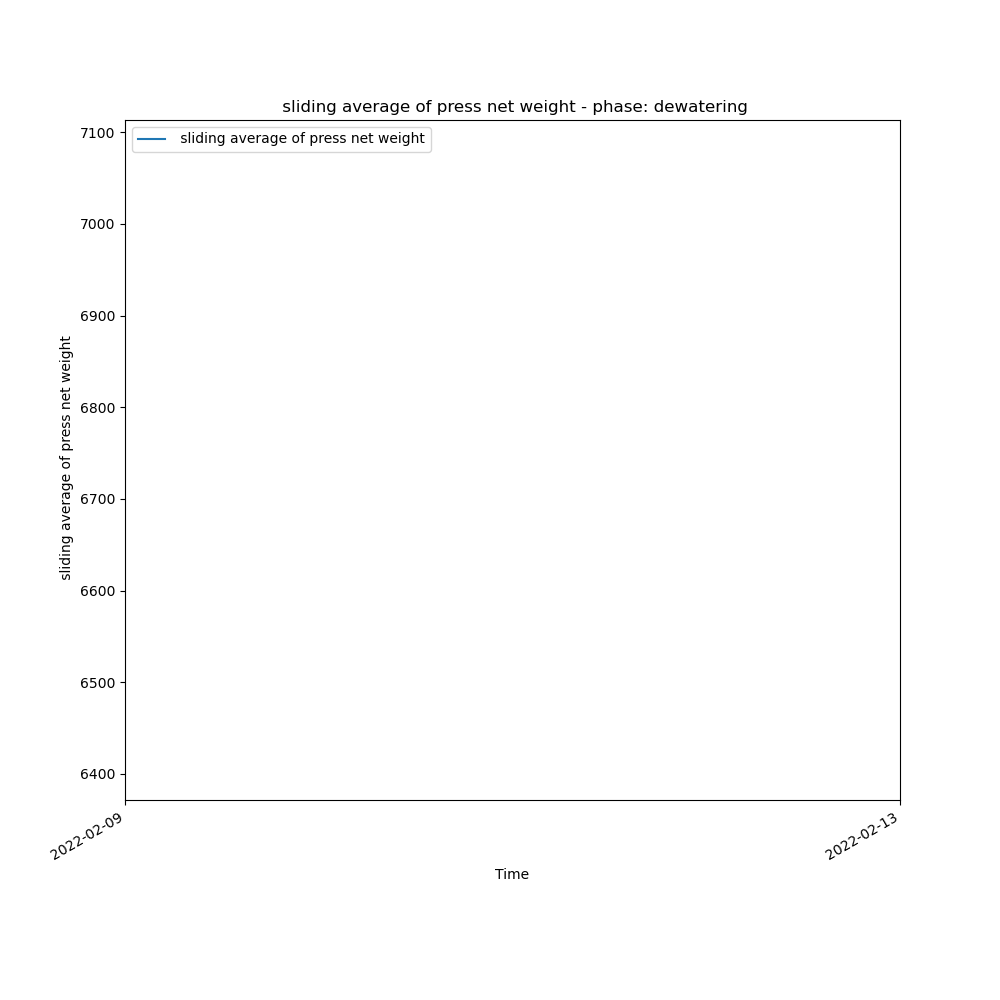 sliding average of press net weight - phase: dewatering
sliding average of press net weight
7100
7000
6900
6800
6700
6600
6500
6400
sliding average of press net weight
2022-02-09
2022-02-13
Time